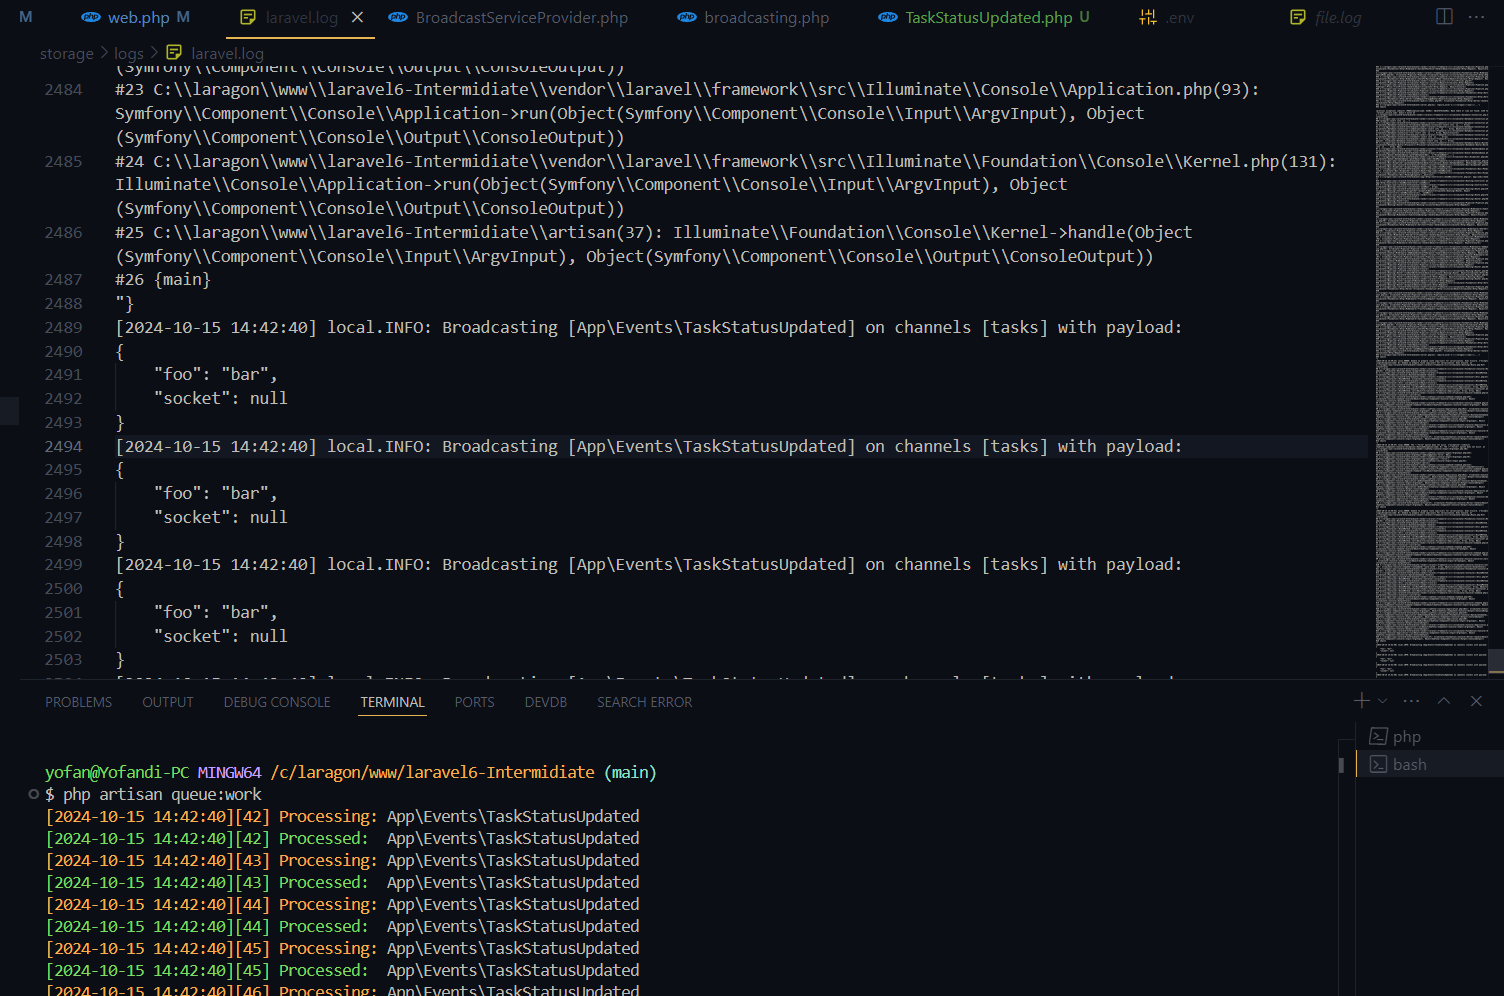 M web.php M laravel.log BroadcastServiceProvider.php broadcasting.php TaskStatusUpdated.php U .env file.log ...
storage > logs > laravel.log
(Symfony\\Component\\Console\\Output\\ConsoleOutput))
2484 #23 C:\\laragon\\www\\laravel6-Intermidiate\\vendor\\laravel\\framework\\src\\Illuminate\\Console\\Application.php(93):
Symfony\\Component\\Console\\Application->run(Object(Symfony\\Component\\Console\\Input\\ArgvInput), Object
(Symfony\\Component\\Console\\Output\\ConsoleOutput))
2485 #24 C:\\laragon\\www\\laravel6-Intermidiate\\vendor\\laravel\\framework\\src\\Illuminate\\Foundation\\Console\\Kernel.php(131):
Illuminate\\Console\\Application->run(Object(Symfony\\Component\\Console\\Input\\ArgvInput), Object
(Symfony\\Component\\Console\\Output\\ConsoleOutput))
2486 #25 C:\\laragon\\www\\laravel6-Intermidiate\\artisan(37): Illuminate\\Foundation\\Console\\Kernel->handle(Object
(Symfony\\Component\\Console\\Input\\ArgvInput), Object(Symfony\\Component\\Console\\Output\\ConsoleOutput))
2487 #26 {main}
2488 "}
2489 [2024-10-15 14:42:40] local.INFO: Broadcasting [App\Events\TaskStatusUpdated] on channels [tasks] with payload:
2490 {
2491 "foo": "bar",
2492 "socket": null
2493 }
2494 [2024-10-15 14:42:40] local.INFO: Broadcasting [App\Events\TaskStatusUpdated] on channels [tasks] with payload:
2495 {
2496 "foo": "bar",
2497 "socket": null
2498 }
2499 [2024-10-15 14:42:40] local.INFO: Broadcasting [App\Events\TaskStatusUpdated] on channels [tasks] with payload:
2500 {
2501 "foo": "bar",
2502 "socket": null
2503 }
PROBLEMS OUTPUT DEBUG CONSOLE TERMINAL PORTS DEVDB SEARCH ERROR
php
bash
yofan@Yofandi-PC MINGW64 /c/laragon/www/laravel6-Intermidiate (main)
$ php artisan queue:work
[2024-10-15 14:42:40][42] Processing: App\Events\TaskStatusUpdated
[2024-10-15 14:42:40][42] Processed: App\Events\TaskStatusUpdated
[2024-10-15 14:42:40][43] Processing: App\Events\TaskStatusUpdated
[2024-10-15 14:42:40][43] Processed: App\Events\TaskStatusUpdated
[2024-10-15 14:42:40][44] Processing: App\Events\TaskStatusUpdated
[2024-10-15 14:42:40][44] Processed: App\Events\TaskStatusUpdated
[2024-10-15 14:42:40][45] Processing: App\Events\TaskStatusUpdated
[2024-10-15 14:42:40][45] Processed: App\Events\TaskStatusUpdated
[2024-10-15 14:42:40][46] Processing: App\Events\TaskStatusUpdated